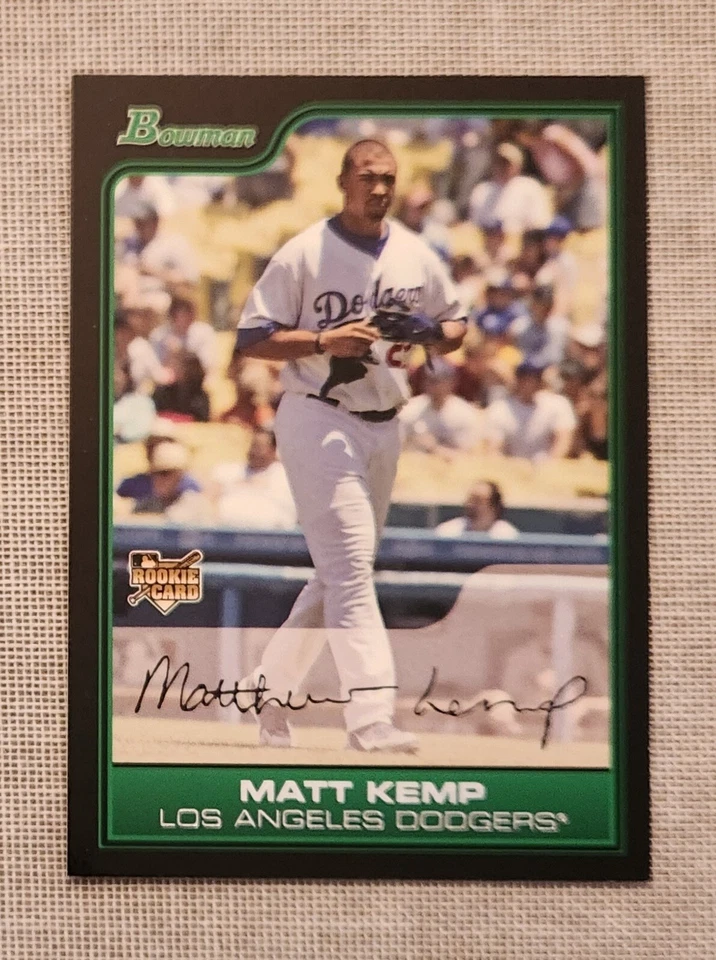 Bowman
Dodgers
ROOKIE
CARD
Matthew Kemp
MATT KEMP
LOS ANGELES DODGERS®